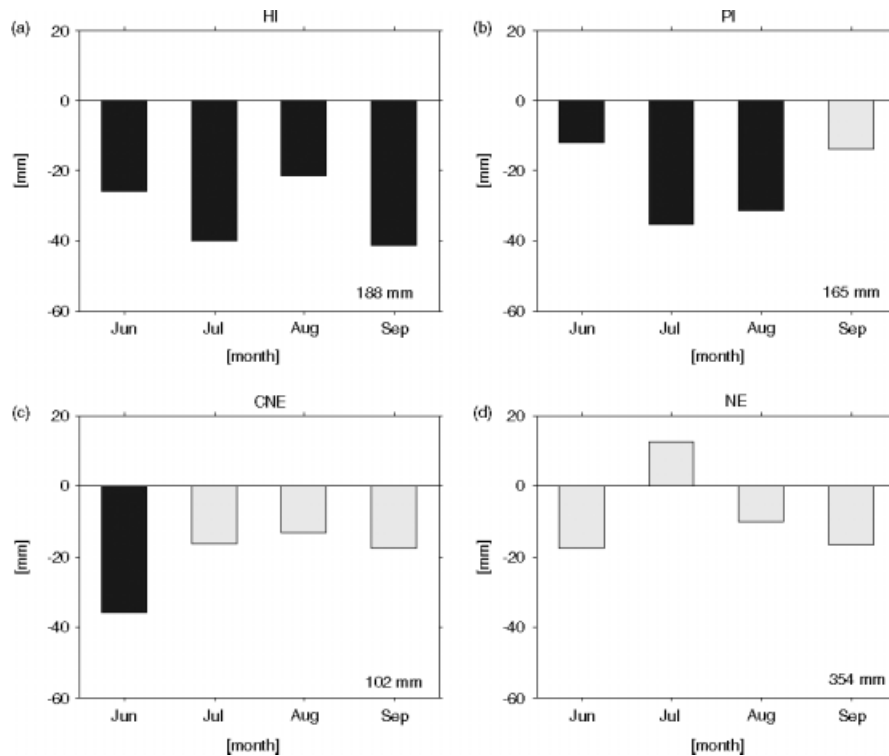 (a)
HI
20
0
-20
-40
-60
[mm]
188 mm
Jun Jul Aug Sep
[month]
(b)
PI
20
0
-20
-40
-60
[mm]
165 mm
Jun Jul Aug Sep
[month]
(c)
CNE
20
0
-20
-40
-60
[mm]
102 mm
Jun Jul Aug Sep
[month]
(d)
NE
20
0
-20
-40
-60
[mm]
354 mm
Jun Jul Aug Sep
[month]